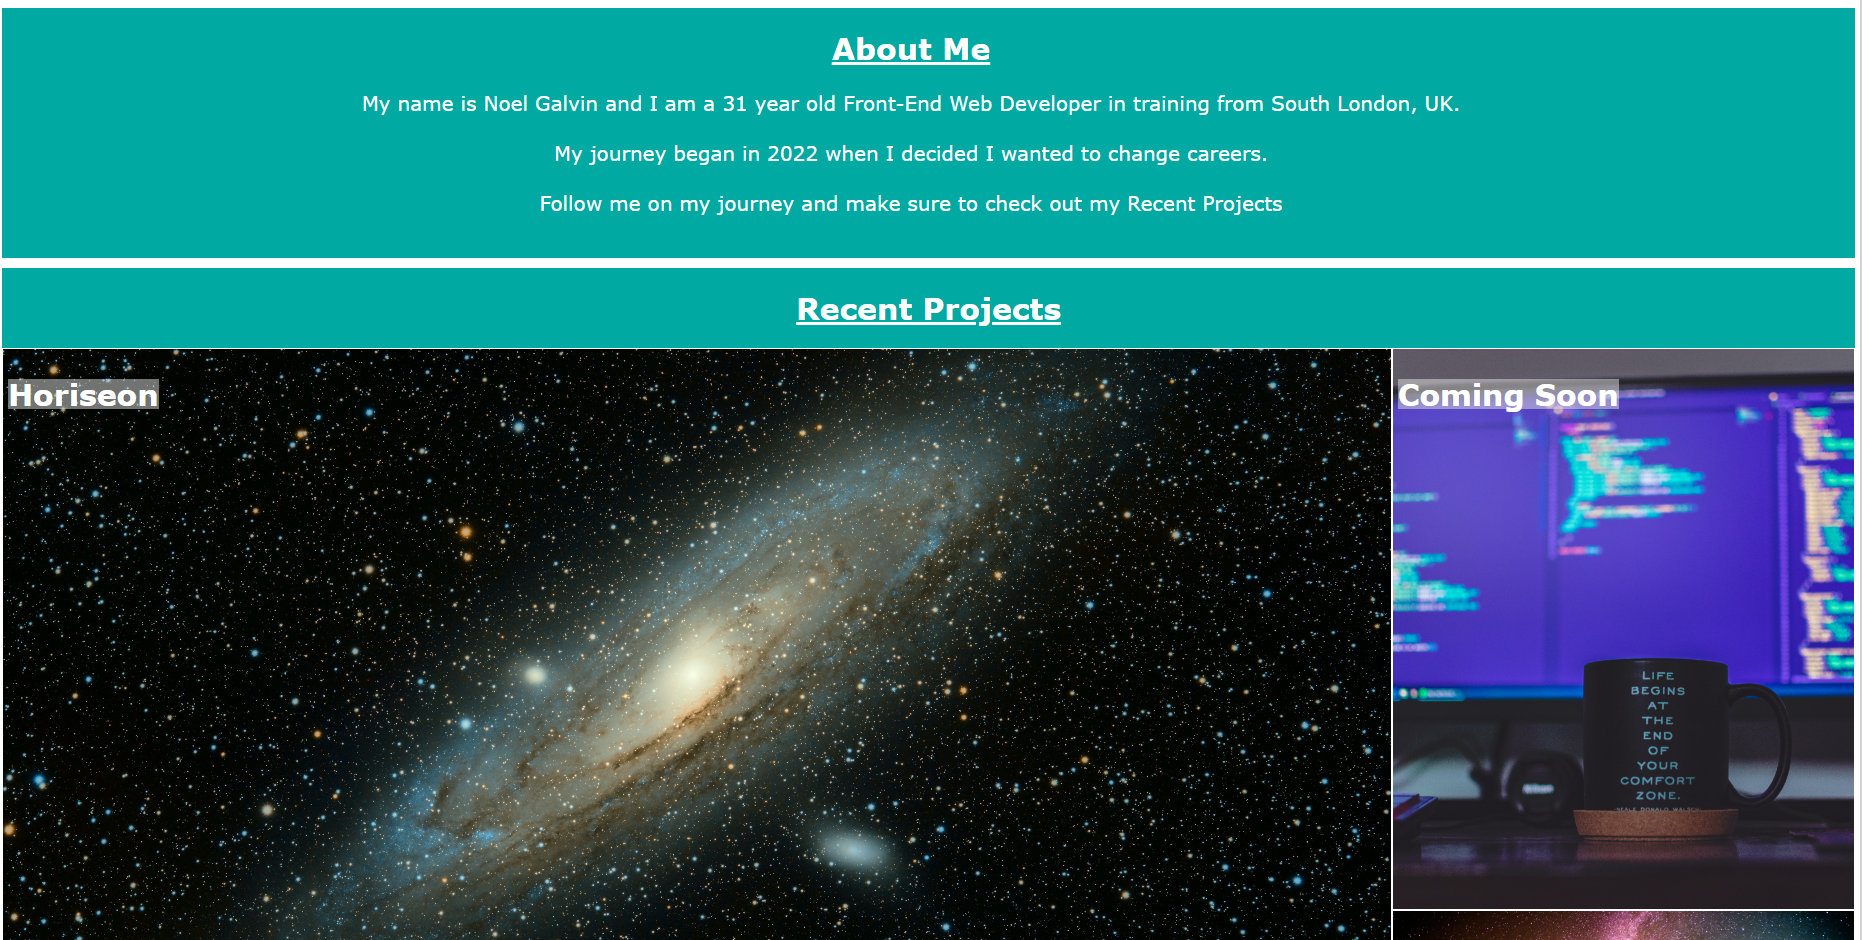 About Me
My name is Noel Galvin and I am a 31 year old Front-End Web Developer in training from South London, UK.
My journey began in 2022 when I decided I wanted to change careers.
Follow me on my journey and make sure to check out my Recent Projects
Recent Projects
Horiseon
Coming Soon
LIFE
BEGINS
AT
THE
END
OF
YOUR
COMFORT
ZONE.
-NEALE DONALD WALSCH